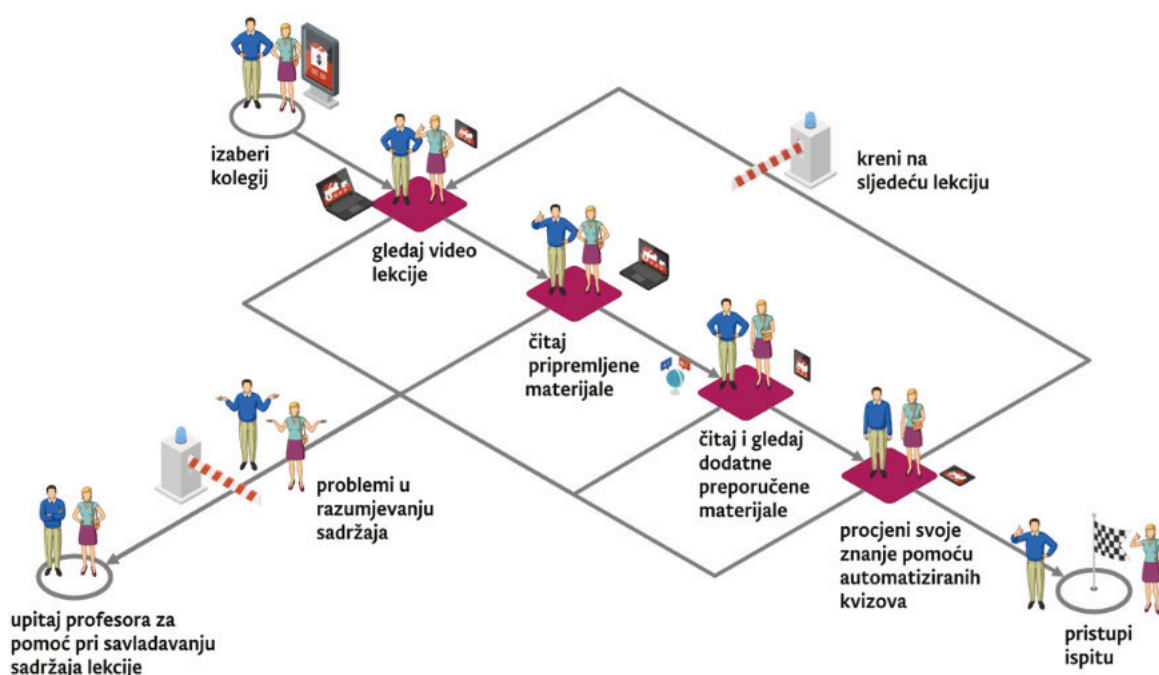 izaberi
kolegij
gledaj video
lekcije
kreni na
sljedeću lekciju
čitaj
pripremljene
materijale
čitaj i gledaj
dodatne
preporučene
materijale
problemi u
razumjevanju
sadržaja
procjeni svoje
znanje pomoću
automatiziranih
kvizova
upitaj profesora za
pomoć pri savladavanju
sadržaja lekcije
pristupi
ispitu